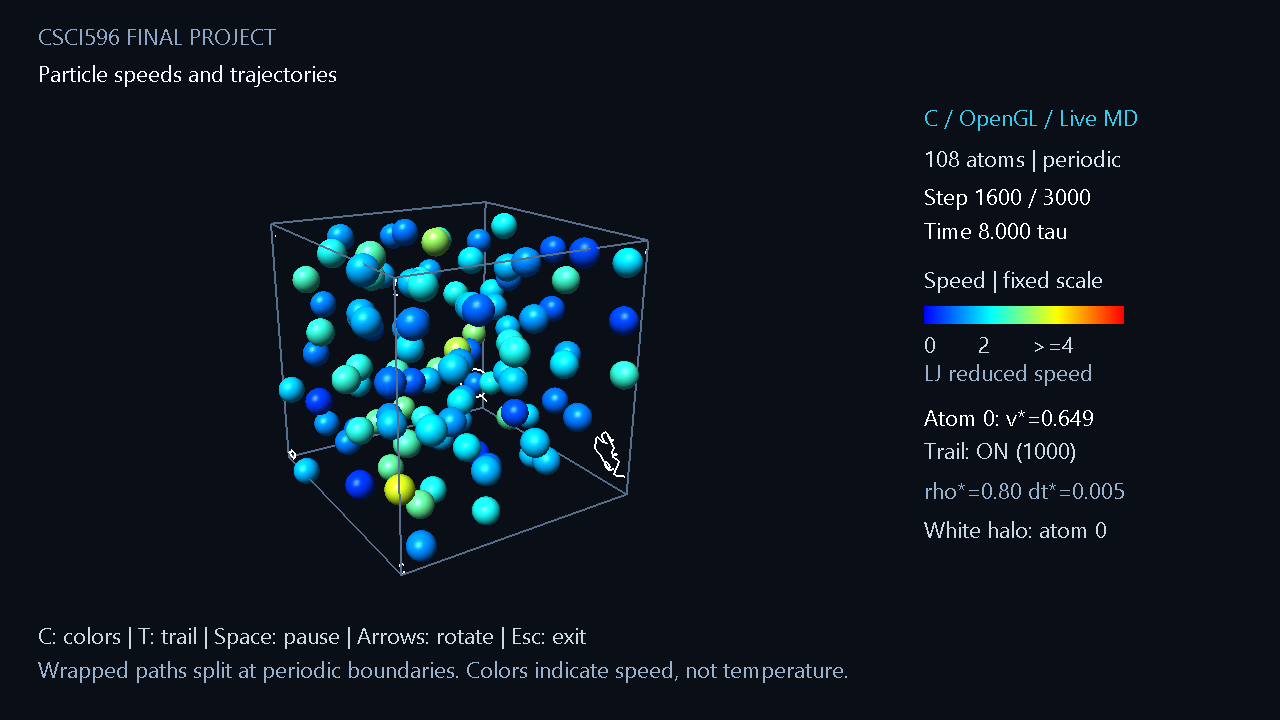 CSCI596 FINAL PROJECT
Particle speeds and trajectories
C / OpenGL / Live MD
108 atoms | periodic
Step 1600 / 3000
Time 8.000 tau
Speed | fixed scale
0 2 >=4
LJ reduced speed
Atom 0: v*=0.649
Trail: ON (1000)
rho*=0.80 dt*=0.005
White halo: atom 0
C: colors | T: trail | Space: pause | Arrows: rotate | Esc: exit
Wrapped paths split at periodic boundaries. Colors indicate speed, not temperature.